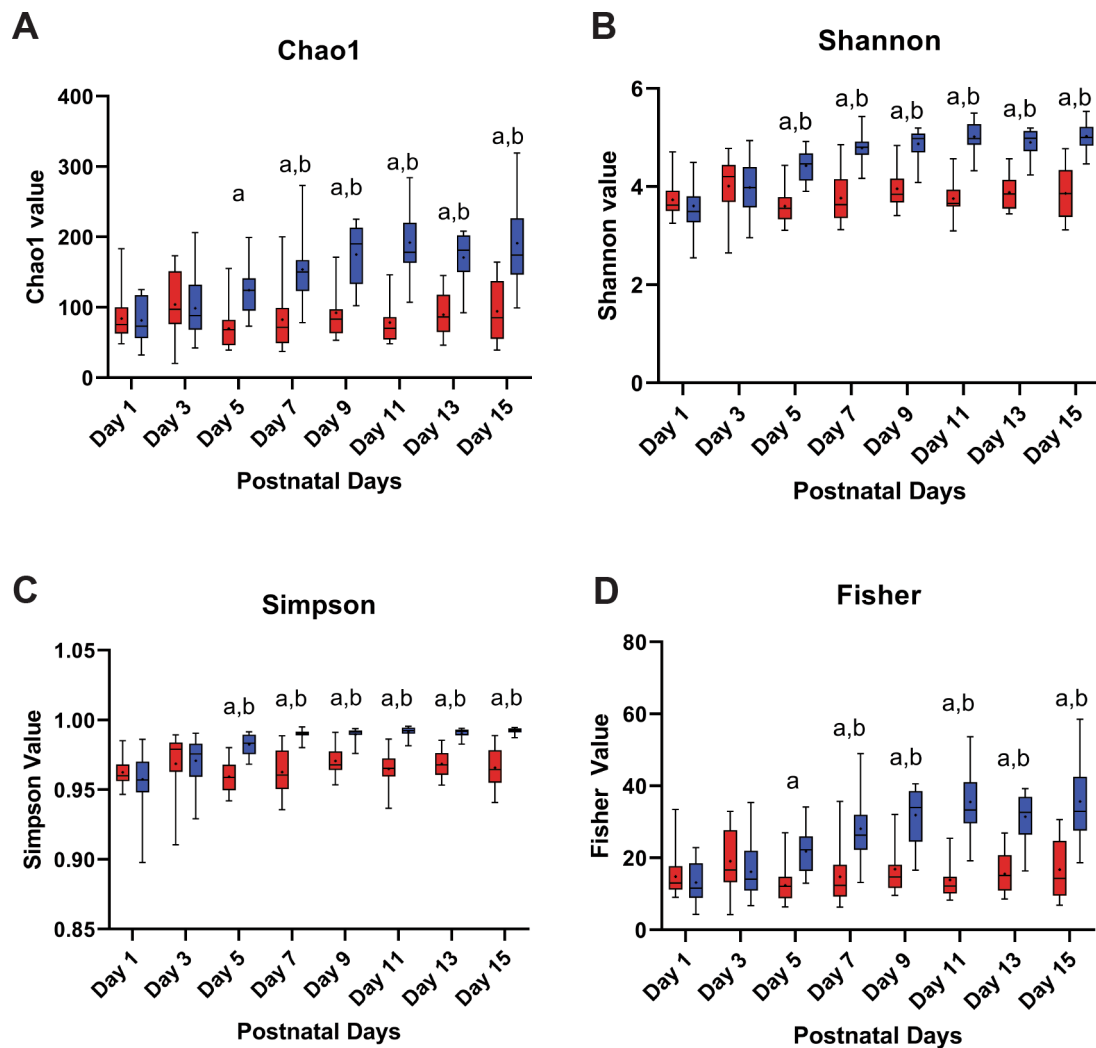 A
Chao1
Chao1 value
400
300
200
100
0
a
a,b
a,b
a,b
a,b
a,b
Day 1
Day 3
Day 5
Day 7
Day 9
Day 11
Day 13
Day 15
Postnatal Days
B
Shannon
Shannon value
6
4
2
0
a,b
a,b
a,b
a,b
a,b
a,b
Day 1
Day 3
Day 5
Day 7
Day 9
Day 11
Day 13
Day 15
Postnatal Days
C
Simpson
Simpson Value
1.05
1.00
0.95
0.90
0.85
a,b
a,b
a,b
a,b
a,b
a,b
Day 1
Day 3
Day 5
Day 7
Day 9
Day 11
Day 13
Day 15
Postnatal Days
D
Fisher
Fisher Value
80
60
40
20
0
a
a,b
a,b
a,b
a,b
a,b
Day 1
Day 3
Day 5
Day 7
Day 9
Day 11
Day 13
Day 15
Postnatal Days